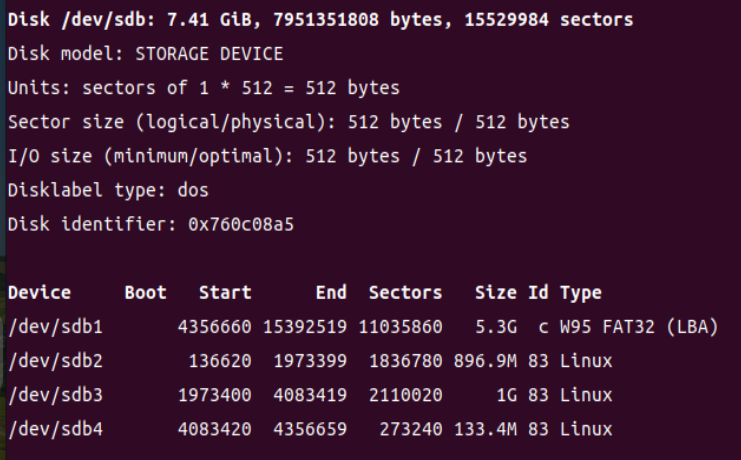 Disk /dev/sdb: 7.41 GiB, 7951351808 bytes, 15529984 sectors
Disk model: STORAGE DEVICE
Units: sectors of 1 * 512 = 512 bytes
Sector size (logical/physical): 512 bytes / 512 bytes
I/O size (minimum/optimal): 512 bytes / 512 bytes
Disklabel type: dos
Disk identifier: 0x760c08a5
Device     Boot   Start      End  Sectors   Size Id Type
/dev/sdb1       4356660 15392519 11035860   5.3G  c W95 FAT32 (LBA)
/dev/sdb2        136620  1973399  1836780 896.9M 83 Linux
/dev/sdb3       1973400  4083419  2110020     1G 83 Linux
/dev/sdb4       4083420  4356659   273240 133.4M 83 Linux